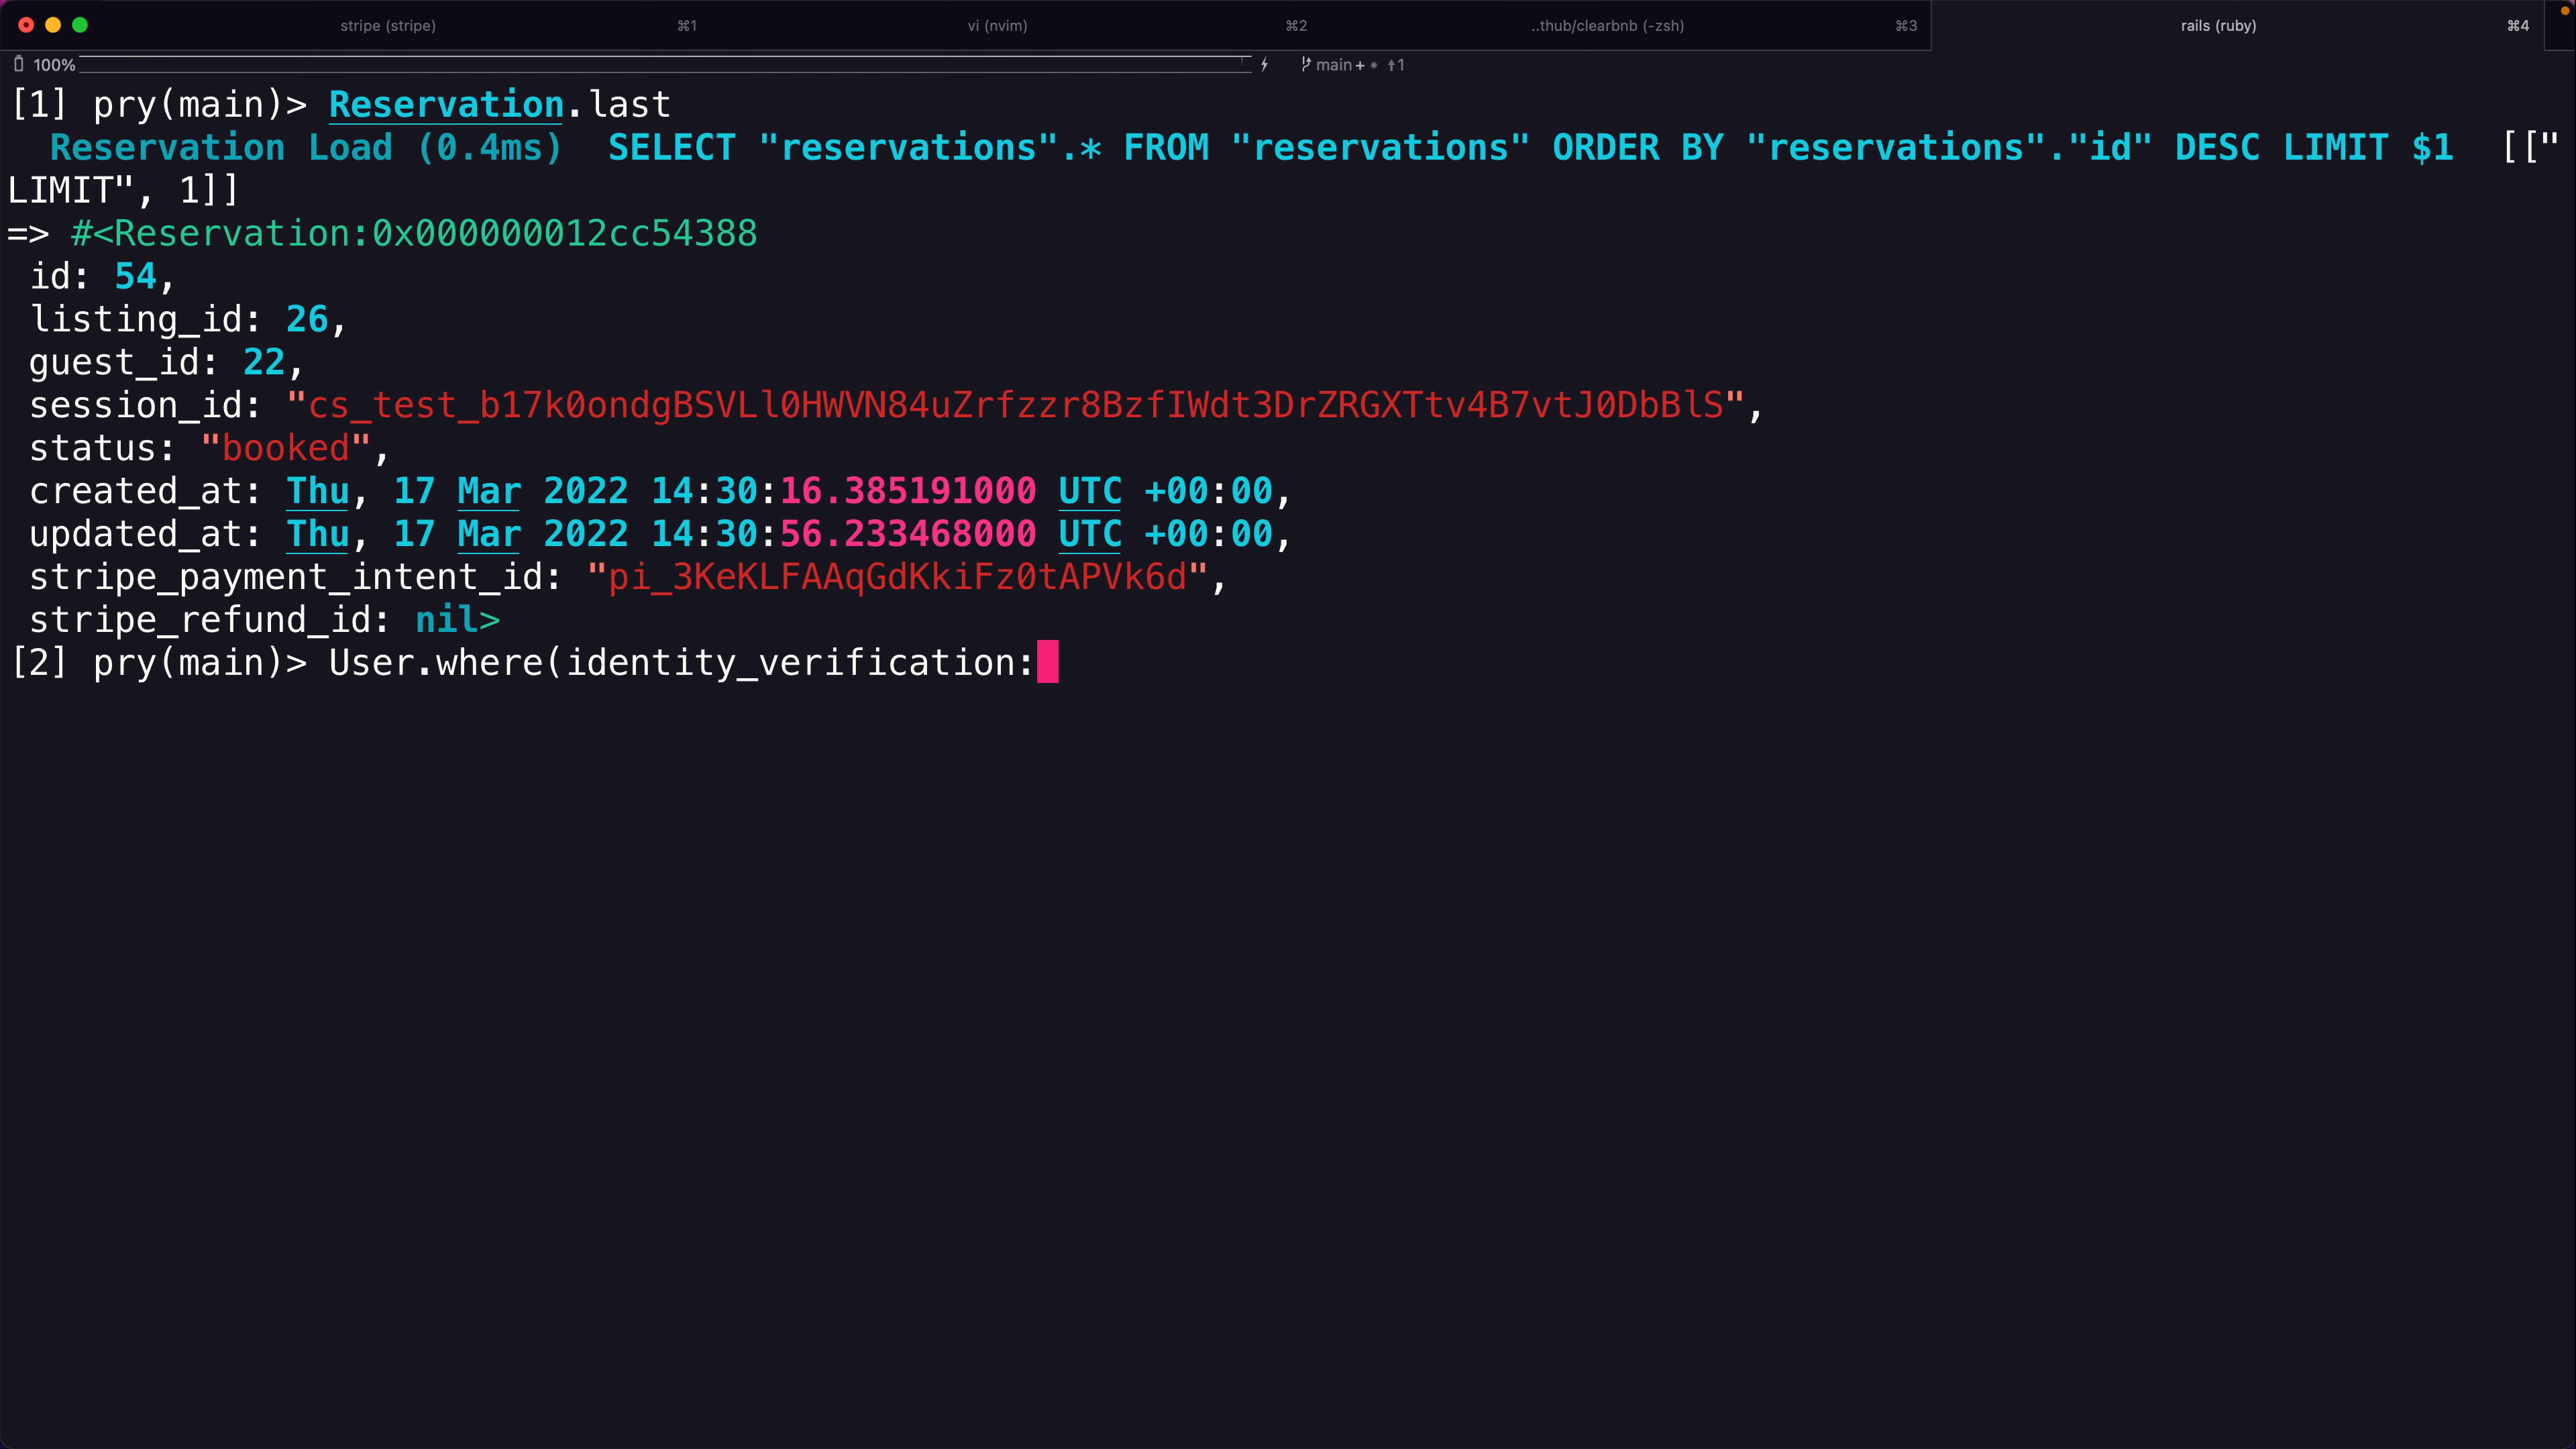 stripe (stripe) ⌘1 vi (nvim) ⌘2 ..thub/clearbnb (-zsh) ⌘3 rails (ruby) ⌘4
100% main+ ↑1
[1] pry(main)> Reservation.last
Reservation Load (0.4ms)  SELECT "reservations".* FROM "reservations" ORDER BY "reservations"."id" DESC LIMIT $1  [["
LIMIT", 1]]
=> #<Reservation:0x000000012cc54388
id: 54,
listing_id: 26,
guest_id: 22,
session_id: "cs_test_b17k0ondgBSVLl0HWVN84uZrfzzr8BzfIWdt3DrZRGXTtv4B7vtJ0DbBlS",
status: "booked",
created_at: Thu, 17 Mar 2022 14:30:16.385191000 UTC +00:00,
updated_at: Thu, 17 Mar 2022 14:30:56.233468000 UTC +00:00,
stripe_payment_intent_id: "pi_3KeKLFAAqGdKkiFz0tAPVk6d",
stripe_refund_id: nil>
[2] pry(main)> User.where(identity_verification: